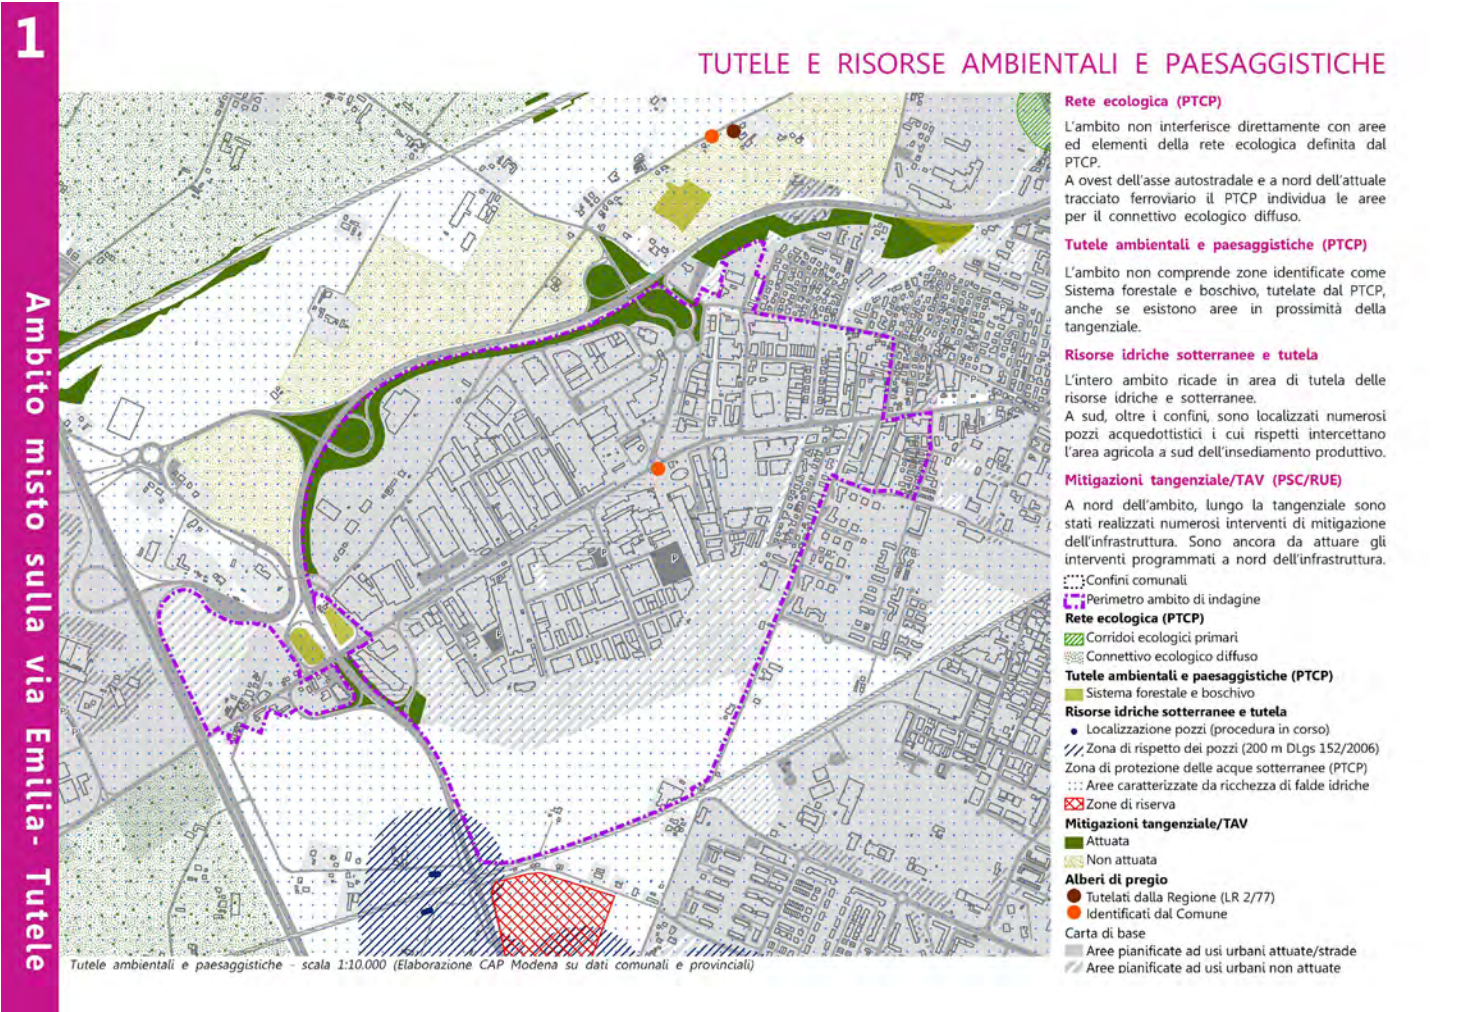 1
Ambito misto sulla via Emilia- Tutele
TUTELE E RISORSE AMBIENTALI E PAESAGGISTICHE
Rete ecologica (PTCP)
L'ambito non interferisce direttamente con aree
ed elementi della rete ecologica definita dal
PTCP.
A ovest dell'asse autostradale e a nord dell'attuale
tracciato ferroviario il PTCP individua le aree
per il connettivo ecologico diffuso.
Tutele ambientali e paesaggistiche (PTCP)
L'ambito non comprende zone identificate come
Sistema forestale e boschivo, tutelate dal PTCP,
anche se esistono aree in prossimità della
tangenziale.
Risorse idriche sotterranee e tutela
L'intero ambito ricade in area di tutela delle
risorse idriche e sotterranee.
A sud, oltre i confini, sono localizzati numerosi
pozzi acquedottistici i cui rispetti intercettano
l'area agricola a sud dell'insediamento produttivo.
Mitigazioni tangenziale/TAV (PSC/RUE)
A nord dell'ambito, lungo la tangenziale sono
stati realizzati numerosi interventi di mitigazione
dell'infrastruttura. Sono ancora da attuare gli
interventi programmati a nord dell'infrastruttura.
Confini comunali
Perimetro ambito di indagine
Rete ecologica (PTCP)
Corridoi ecologici primari
Connettivo ecologico diffuso
Tutele ambientali e paesaggistiche (PTCP)
Sistema forestale e boschivo
Risorse idriche sotterranee e tutela
Localizzazione pozzi (procedura in corso)
Zona di rispetto dei pozzi (200 m DLgs 152/2006)
Zona di protezione delle acque sotterranee (PTCP)
Aree caratterizzate da ricchezza di falde idriche
Zone di riserva
Mitigazioni tangenziale/TAV
Attuata
Non attuata
Alberi di pregio
Tutelati dalla Regione (LR 2/77)
Identificati dal Comune
Carta di base
Aree pianificate ad usi urbani attuate/strade
Aree pianificate ad usi urbani non attuate
P
P
P
Tutele ambientali e paesaggistiche - scala 1:10.000 (Elaborazione CAP Modena su dati comunali e provinciali)